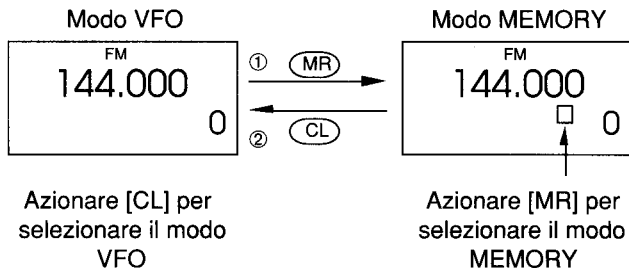 Modo VFO
Modo MEMORY
FM
144.000
0
① MR
② CL
FM
144.000
0
Azionare [CL] per
selezionare il modo
VFO
Azionare [MR] per
selezionare il modo
MEMORY